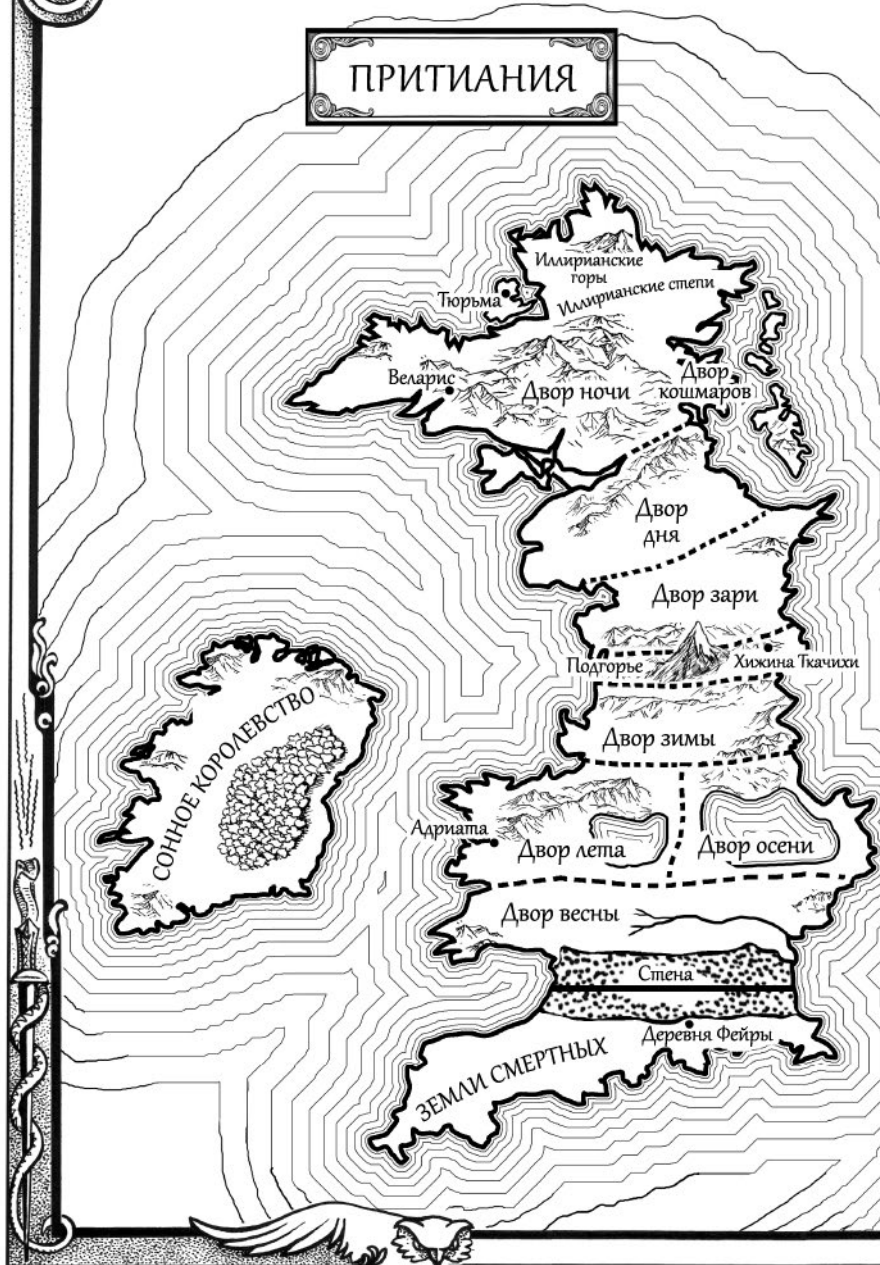 ПРИТИАНИЯ
Иллирианские
горы
Иллирианские степи
Тюрьма
Веларис
Двор ночи
Двор
кошмаров
Двор
дня
Двор зари
Подгорье
Хижина Ткачихи
Двор зимы
СОННОЕ КОРОЛЕВСТВО
Адриата
Двор лета
Двор осени
Двор весны
Стена
Деревня Фейры
ЗЕМЛИ СМЕРТНЫХ